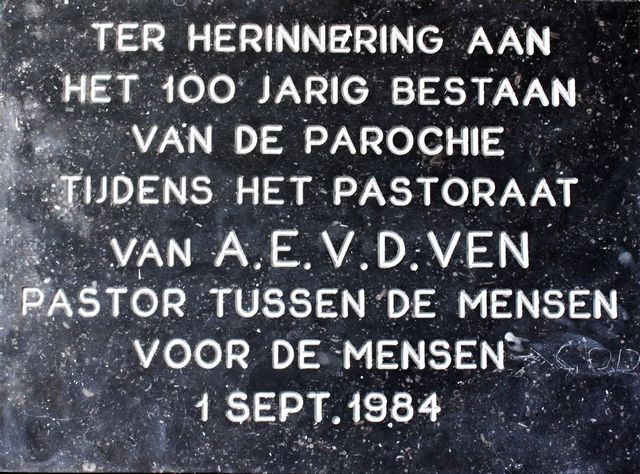 TER HERINNERING AAN
HET 100 JARIG BESTAAN
VAN DE PAROCHIE
TIJDENS HET PASTORAAT
VAN A.E.V.D.VEN
PASTOR TUSSEN DE MENSEN
VOOR DE MENSEN
1 SEPT.1984